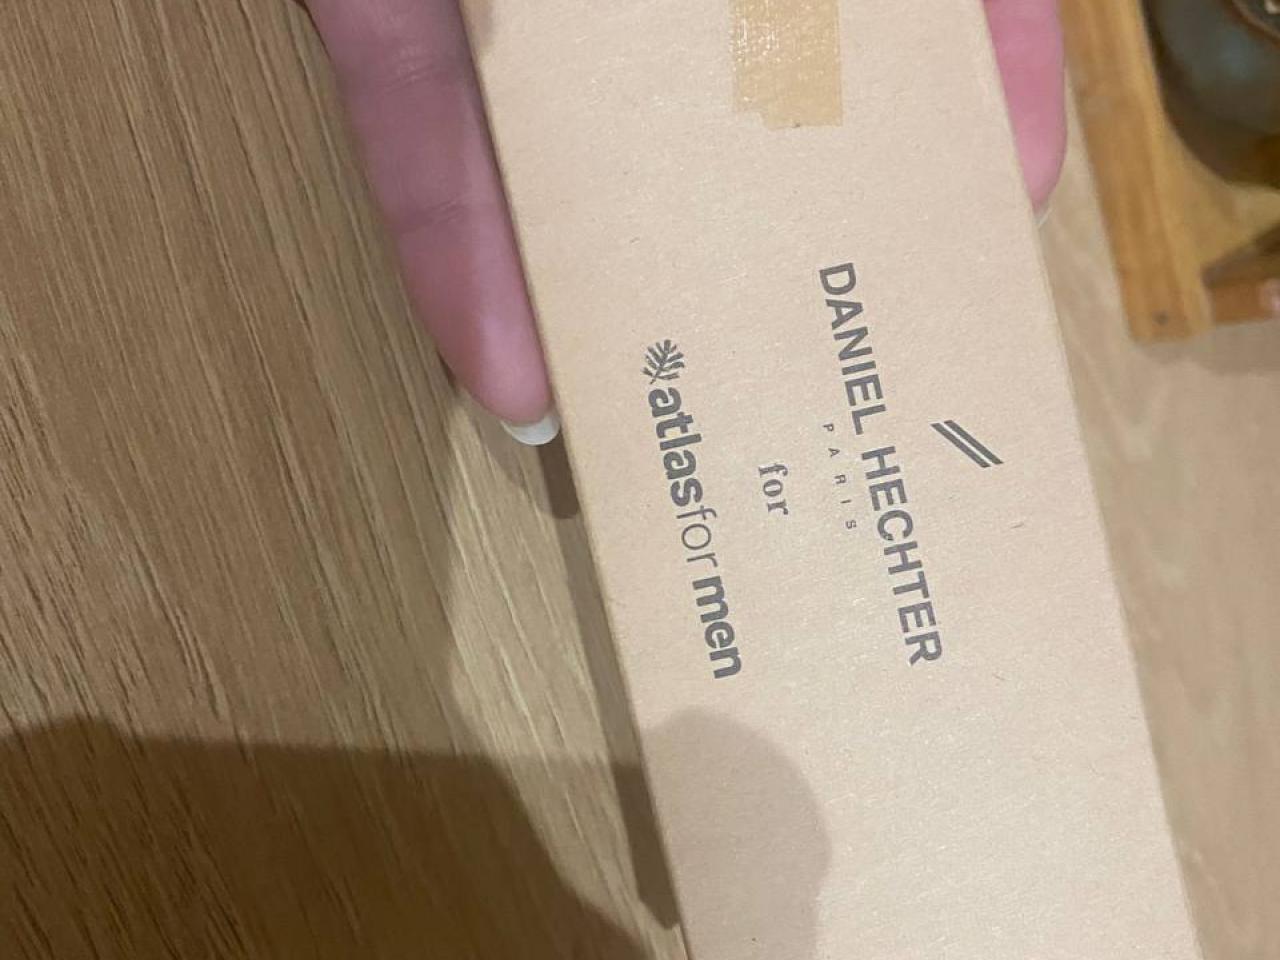 DANIEL HECHTER
PARIS
for
atlasformen